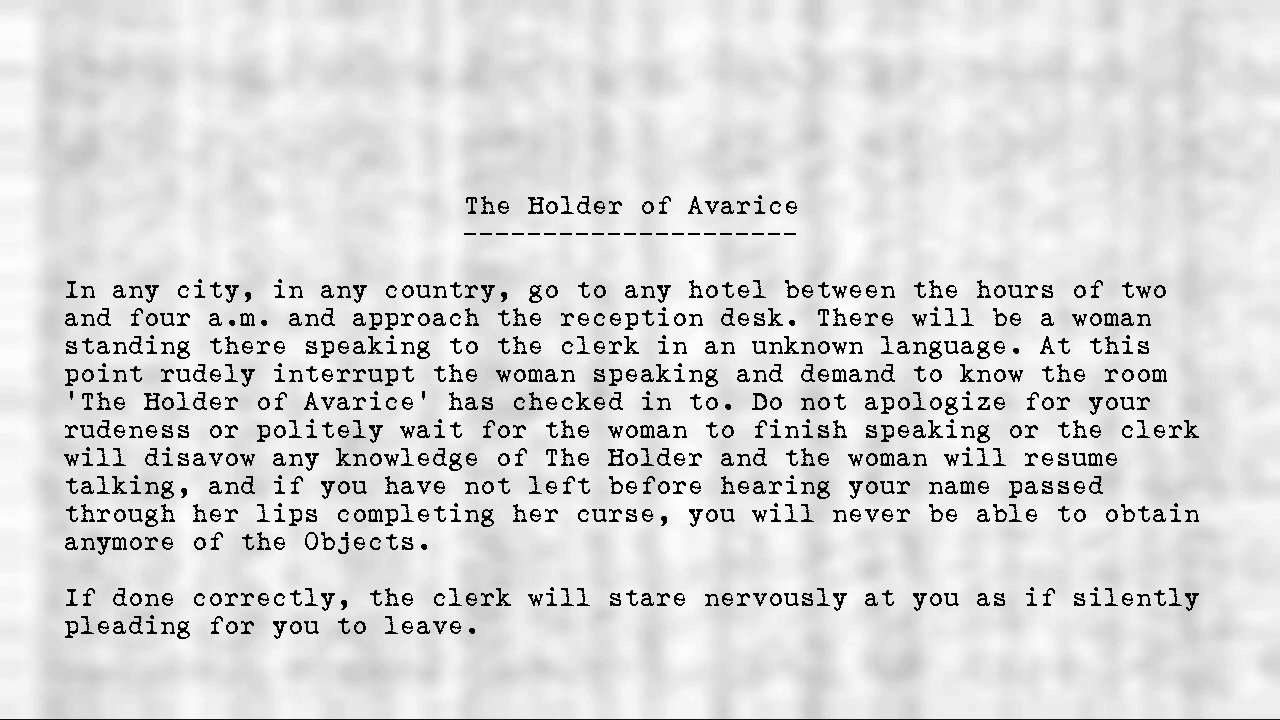 The Holder of Avarice
---------------------
In any city, in any country, go to any hotel between the hours of two
and four a.m. and approach the reception desk. There will be a woman
standing there speaking to the clerk in an unknown language. At this
point rudely interrupt the woman speaking and demand to know the room
'The Holder of Avarice' has checked in to. Do not apologize for your
rudeness or politely wait for the woman to finish speaking or the clerk
will disavow any knowledge of The Holder and the woman will resume
talking, and if you have not left before hearing your name passed
through her lips completing her curse, you will never be able to obtain
anymore of the Objects.
If done correctly, the clerk will stare nervously at you as if silently
pleading for you to leave.